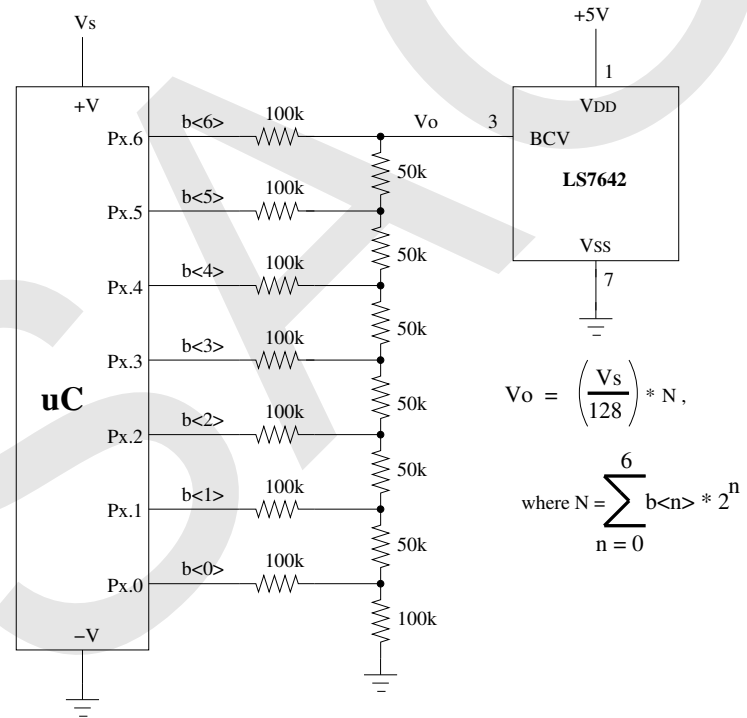 Vs
+5V
+V
1
VDD
3
BCV
LS7642
VSS
7
Vo
Px.6
b<6>
100k
50k
Px.5
b<5>
100k
50k
Px.4
b<4>
100k
50k
Px.3
b<3>
100k
50k
uC
Px.2
b<2>
100k
50k
Px.1
b<1>
100k
50k
Px.0
b<0>
100k
100k
−V
Vo = (Vs/128) * N ,
6
where N = ∑ b<n> * 2^n
n = 0